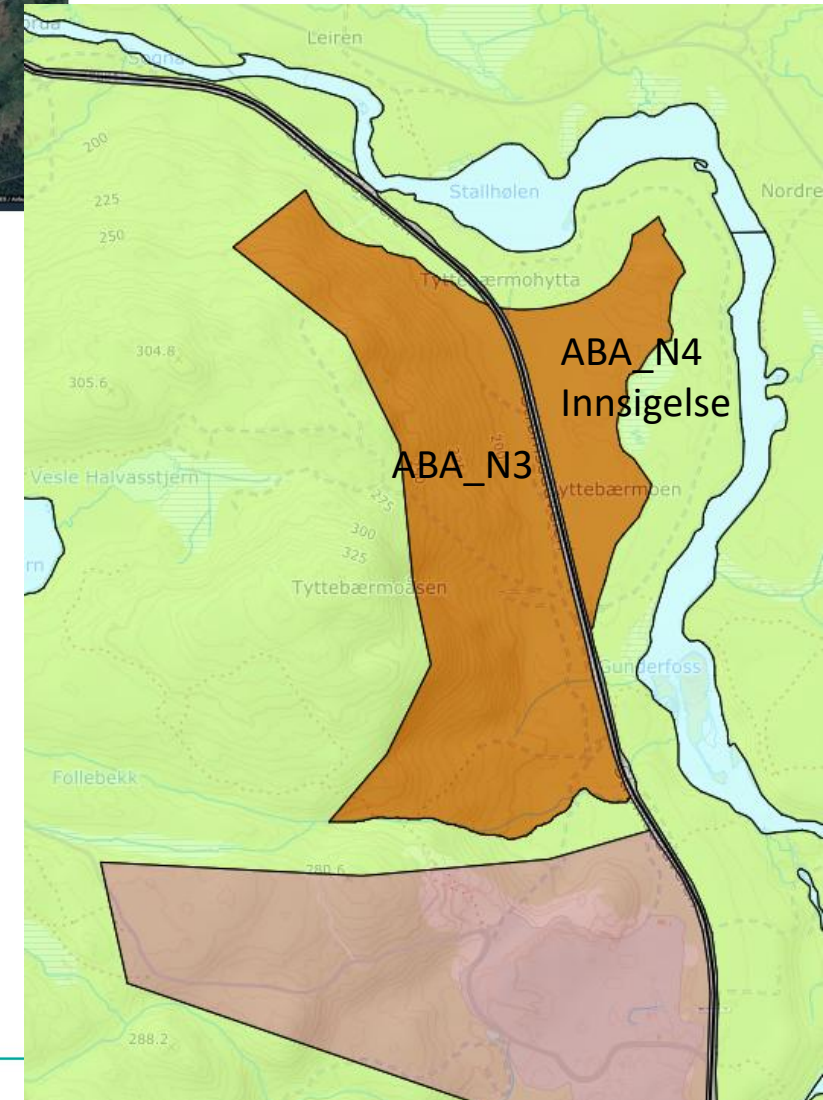 Leiren
Sogna
200
Stallhølen
Nordre
225
250
Tyttebærmohytta
304.8
305.6
ABA_N4
Innsigelse
ABA_N3
Vesle Halvasstjern
Tyttebærmoen
275
300
325
Tyttebærmoåsen
Gunderfoss
Follebekk
280.6
288.2